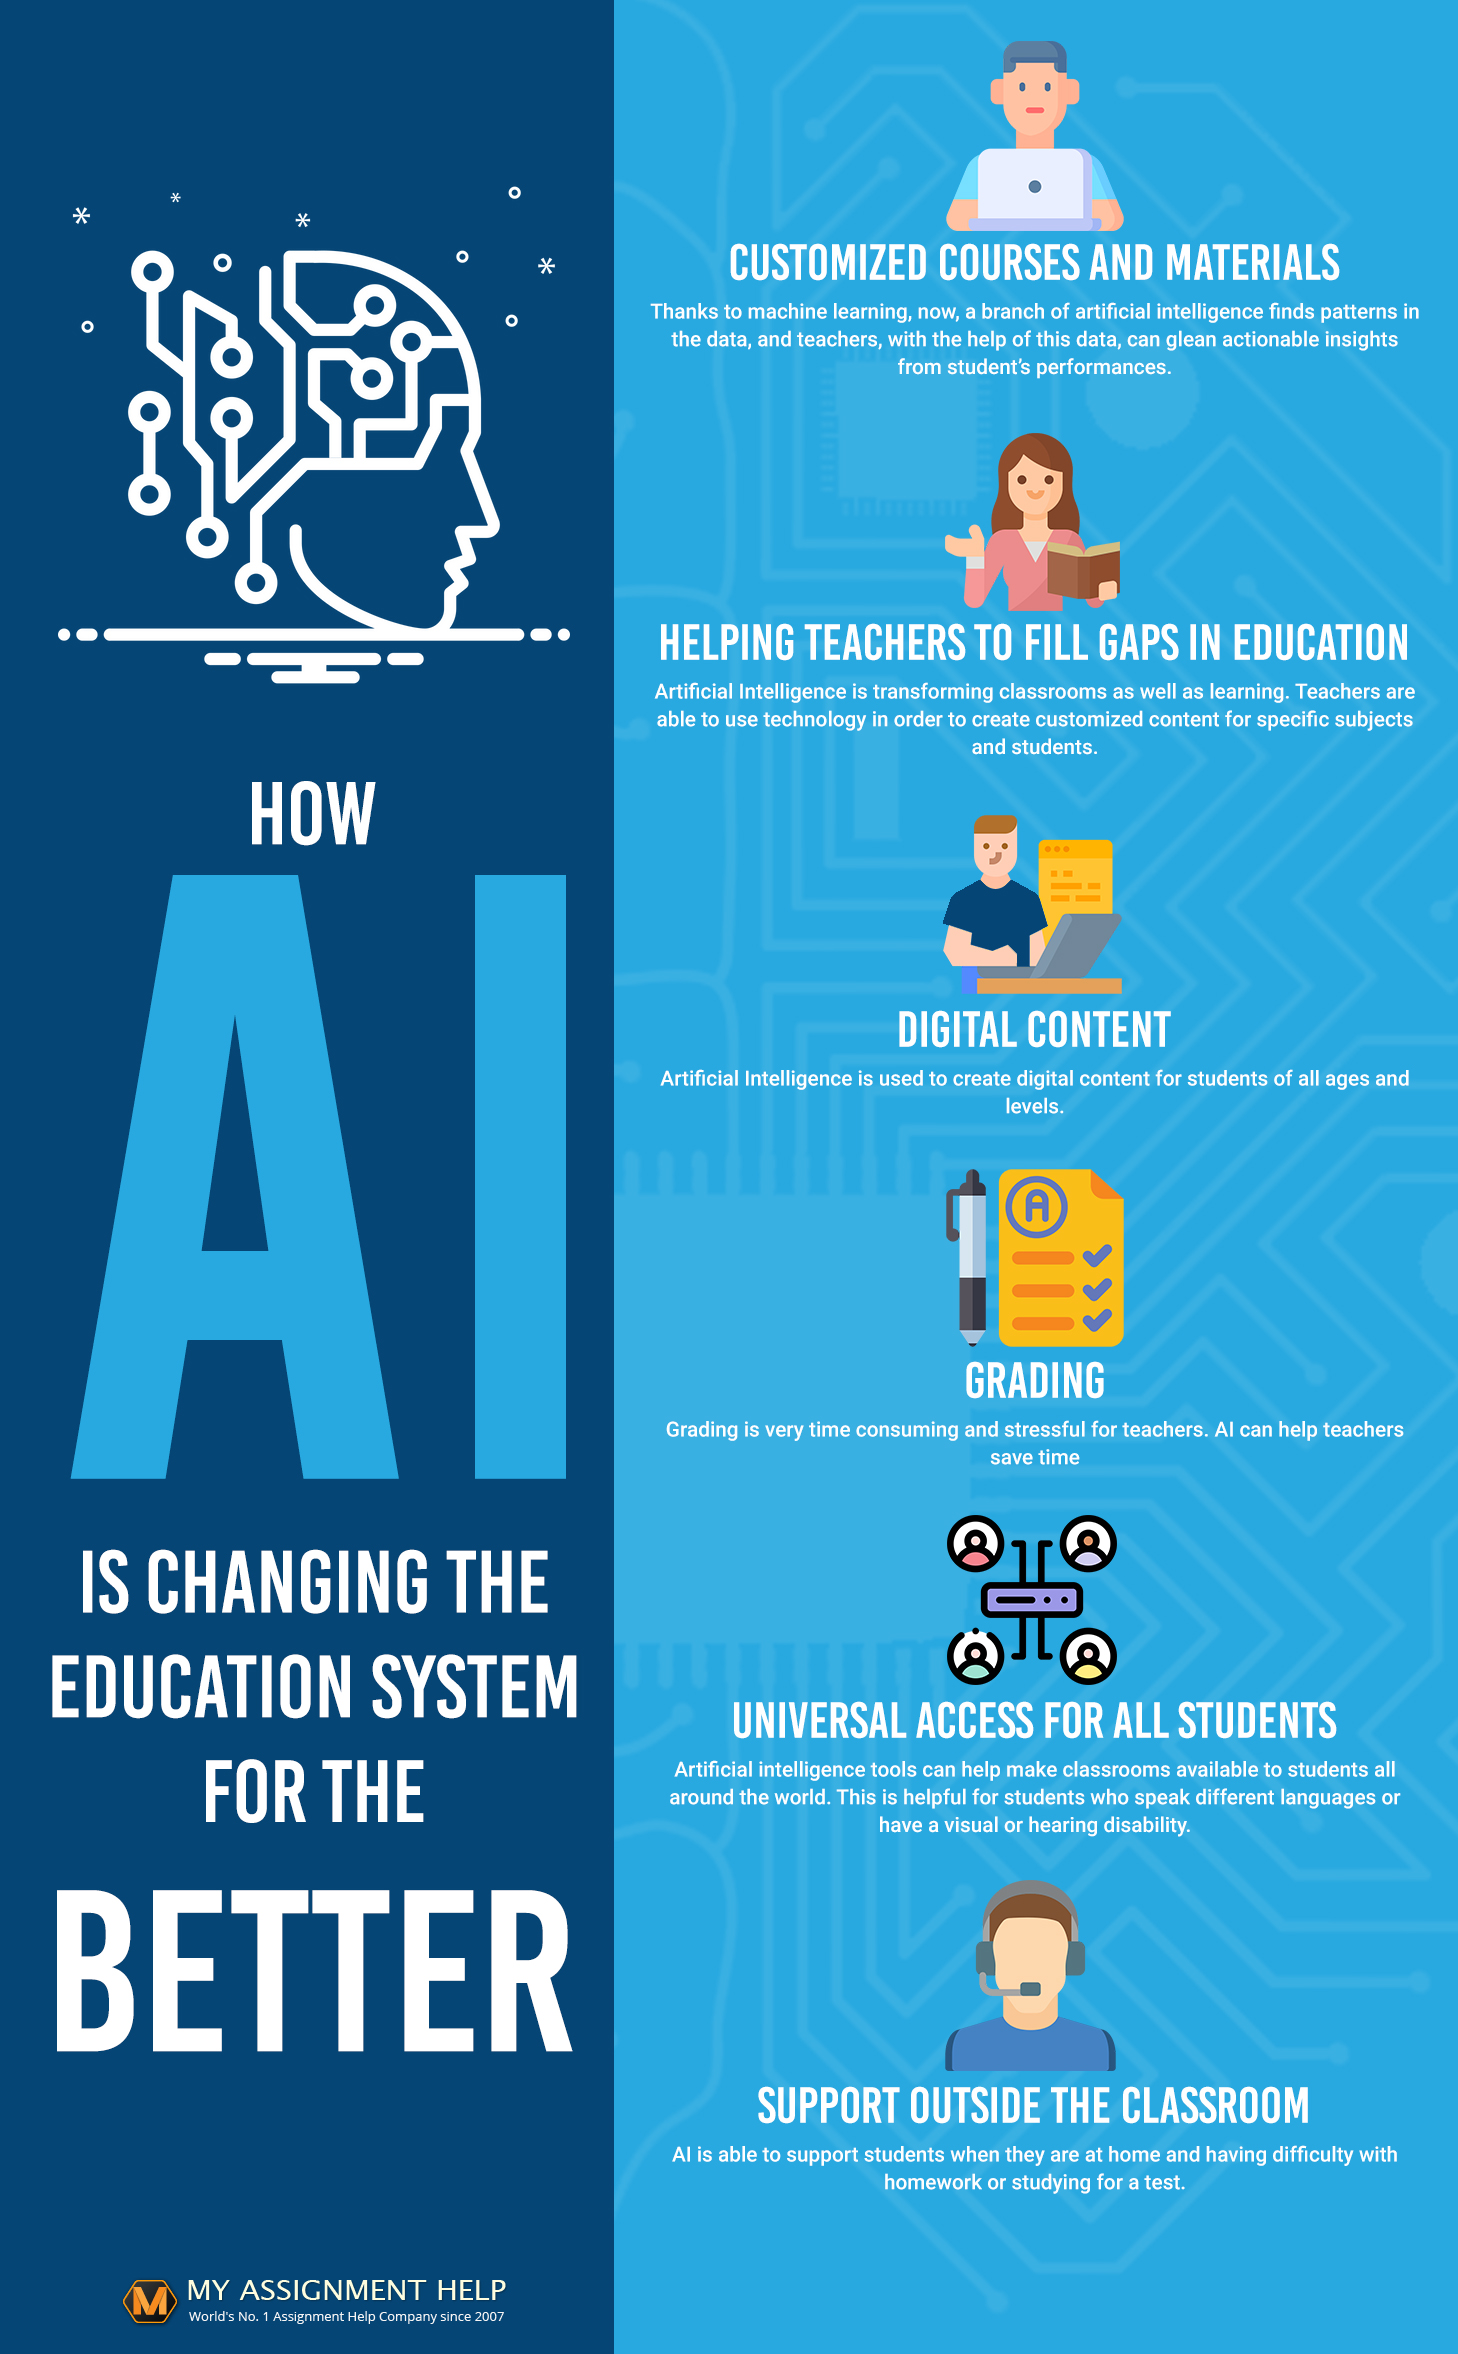 HOW
AI
IS CHANGING THE
EDUCATION SYSTEM
FOR THE
BETTER
M
MY ASSIGNMENT HELP
World's No. 1 Assignment Help Company since 2007
CUSTOMIZED COURSES AND MATERIALS
Thanks to machine learning, now, a branch of artificial intelligence finds patterns in
the data, and teachers, with the help of this data, can glean actionable insights
from student's performances.
HELPING TEACHERS TO FILL GAPS IN EDUCATION
Artificial Intelligence is transforming classrooms as well as learning. Teachers are
able to use technology in order to create customized content for specific subjects
and students.
DIGITAL CONTENT
Artificial Intelligence is used to create digital content for students of all ages and
levels.
A
GRADING
Grading is very time consuming and stressful for teachers. AI can help teachers
save time
UNIVERSAL ACCESS FOR ALL STUDENTS
Artificial intelligence tools can help make classrooms available to students all
around the world. This is helpful for students who speak different languages or
have a visual or hearing disability.
SUPPORT OUTSIDE THE CLASSROOM
AI is able to support students when they are at home and having difficulty with
homework or studying for a test.